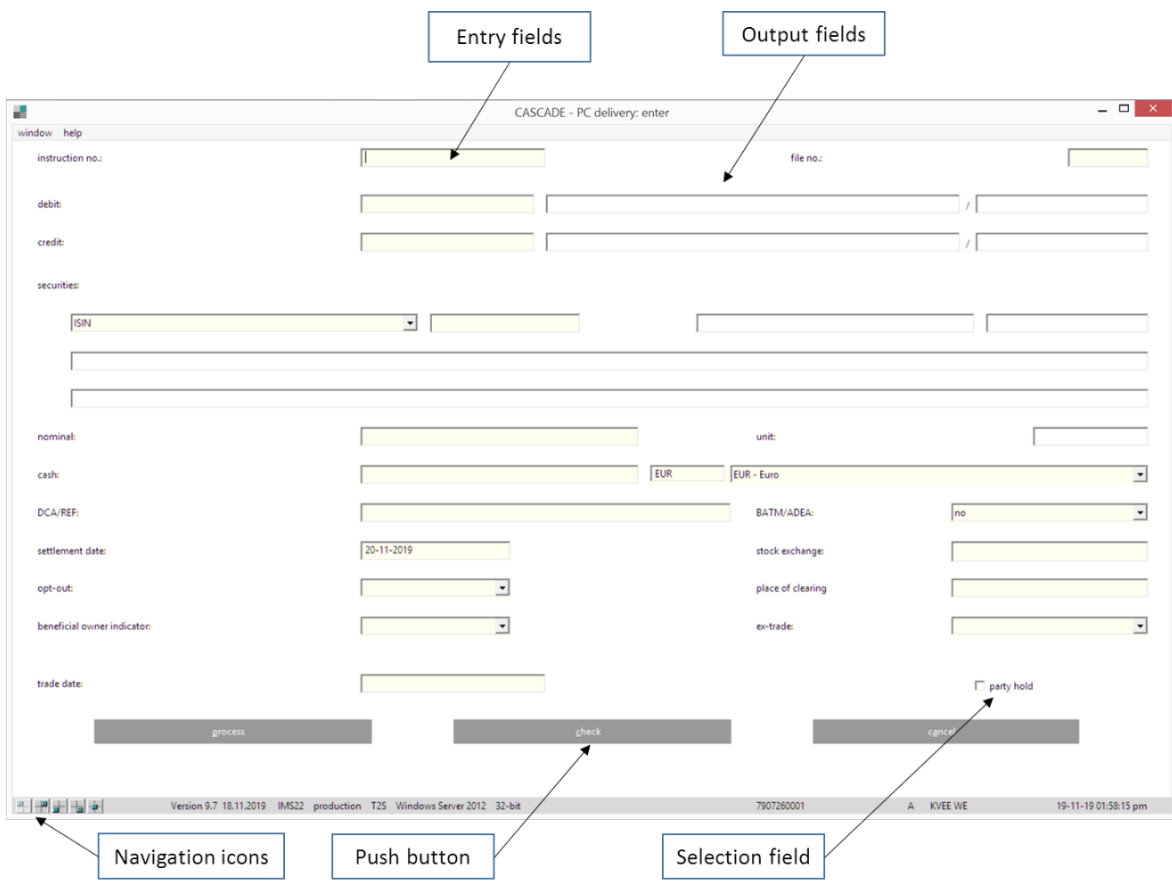 Entry fields
Output fields
CASCADE - PC delivery: enter
window help
instruction no.:
file no.:
debit:
/
credit:
/
securities:
ISIN
nominal:
unit:
cash:
EUR
EUR - Euro
DCA/REF:
BATM/ADEA:
no
settlement date:
20-11-2019
stock exchange:
opt-out:
place of clearing
beneficial owner indicator:
ex-trade:
trade date:
party hold
process
check
cancel
Version 9.7 18.11.2019 IMS22 production T2S Windows Server 2012 32-bit 7907260001 A KVEE WE 19-11-19 01:58:15 pm
Navigation icons
Push button
Selection field